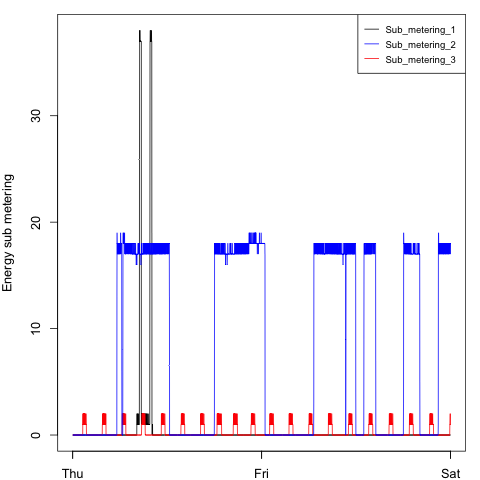 Sub_metering_1
Sub_metering_2
Sub_metering_3
Energy sub metering
30
20
10
0
Thu
Fri
Sat